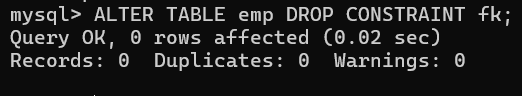 mysql> ALTER TABLE emp DROP CONSTRAINT fk;
Query OK, 0 rows affected (0.02 sec)
Records: 0  Duplicates: 0  Warnings: 0